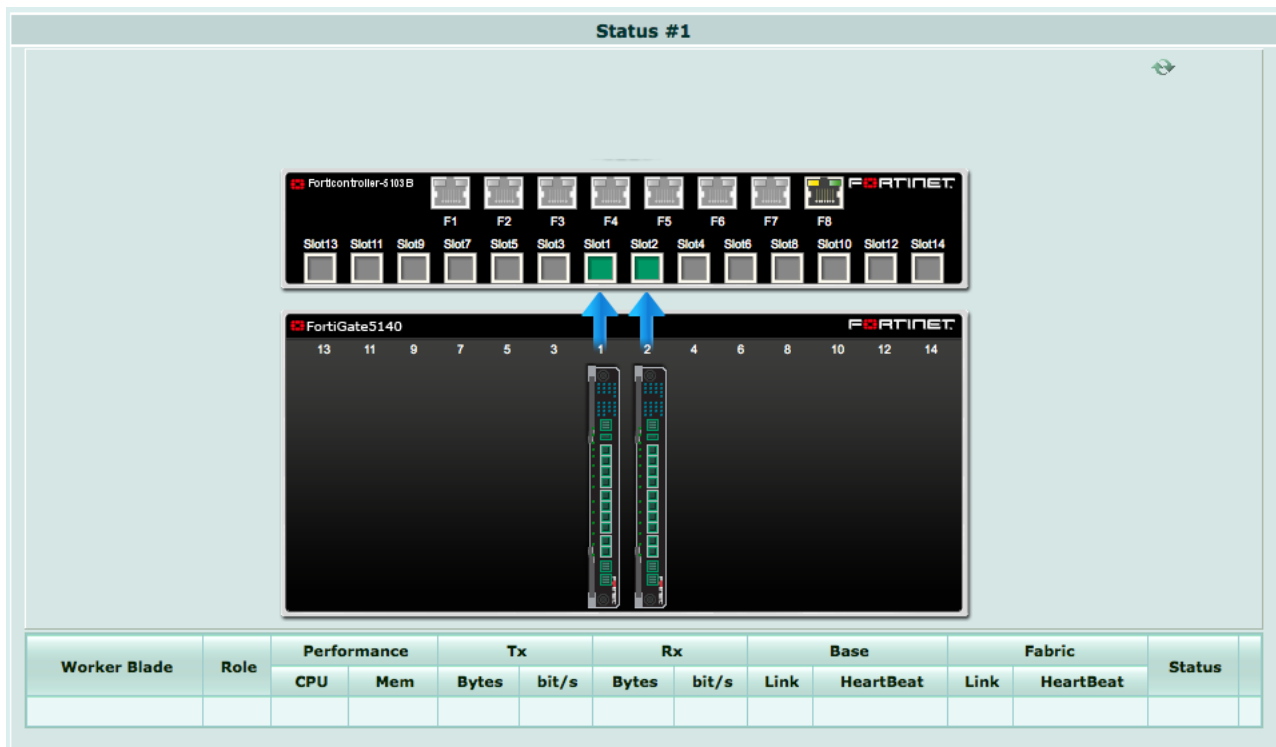 Status #1
Forticontroller-5103B FORTINET
F1 F2 F3 F4 F5 F6 F7 F8
Slot13 Slot11 Slot9 Slot7 Slot5 Slot3 Slot1 Slot2 Slot4 Slot6 Slot8 Slot10 Slot12 Slot14
FortiGate5140 FORTINET
13 11 9 7 5 3 1 2 4 6 8 10 12 14
Worker Blade Role Performance Tx Rx Base Fabric Status
CPU Mem Bytes bit/s Bytes bit/s Link HeartBeat Link HeartBeat